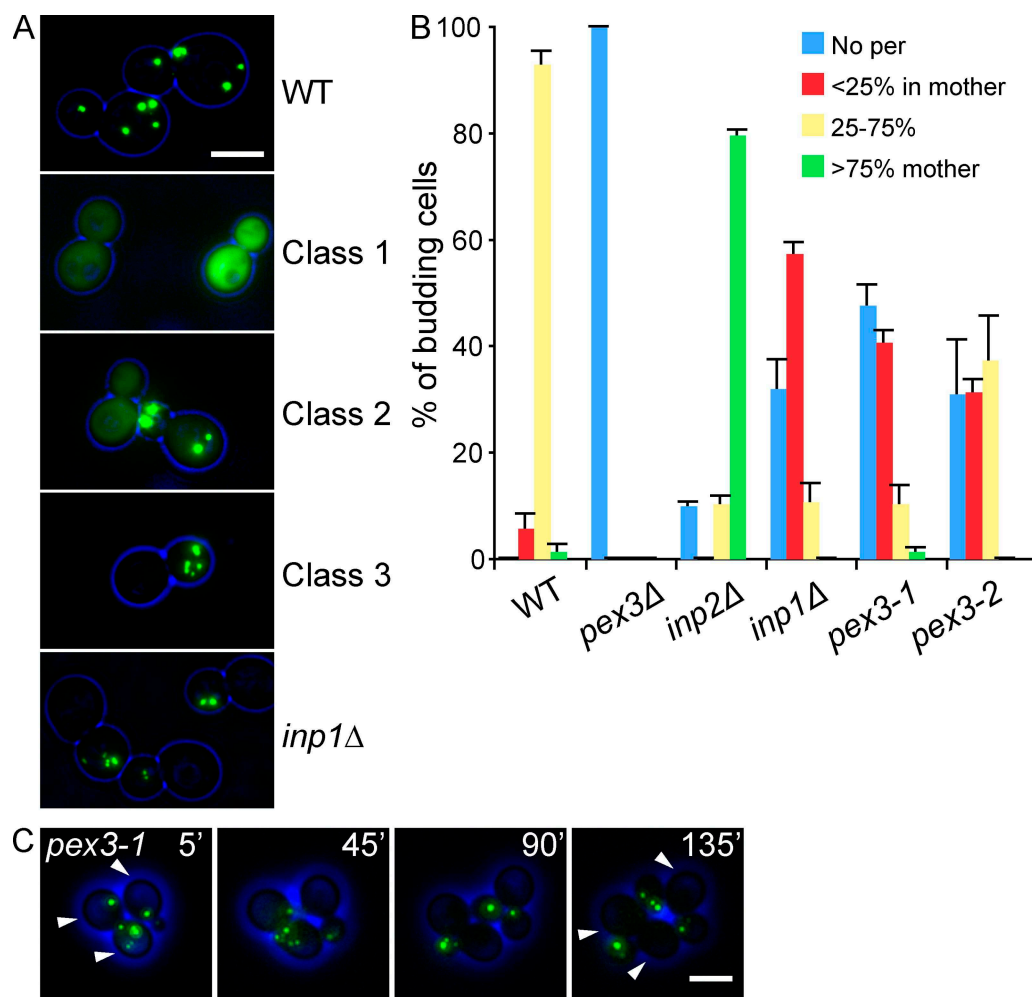 A
WT
Class 1
Class 2
Class 3
inp1Δ
B
% of budding cells
100
80
60
40
20
0
No per
<25% in mother
25-75%
>75% mother
WT
pex3Δ
inp2Δ
inp1Δ
pex3-1
pex3-2
C
pex3-1 5’
45’
90’
135’